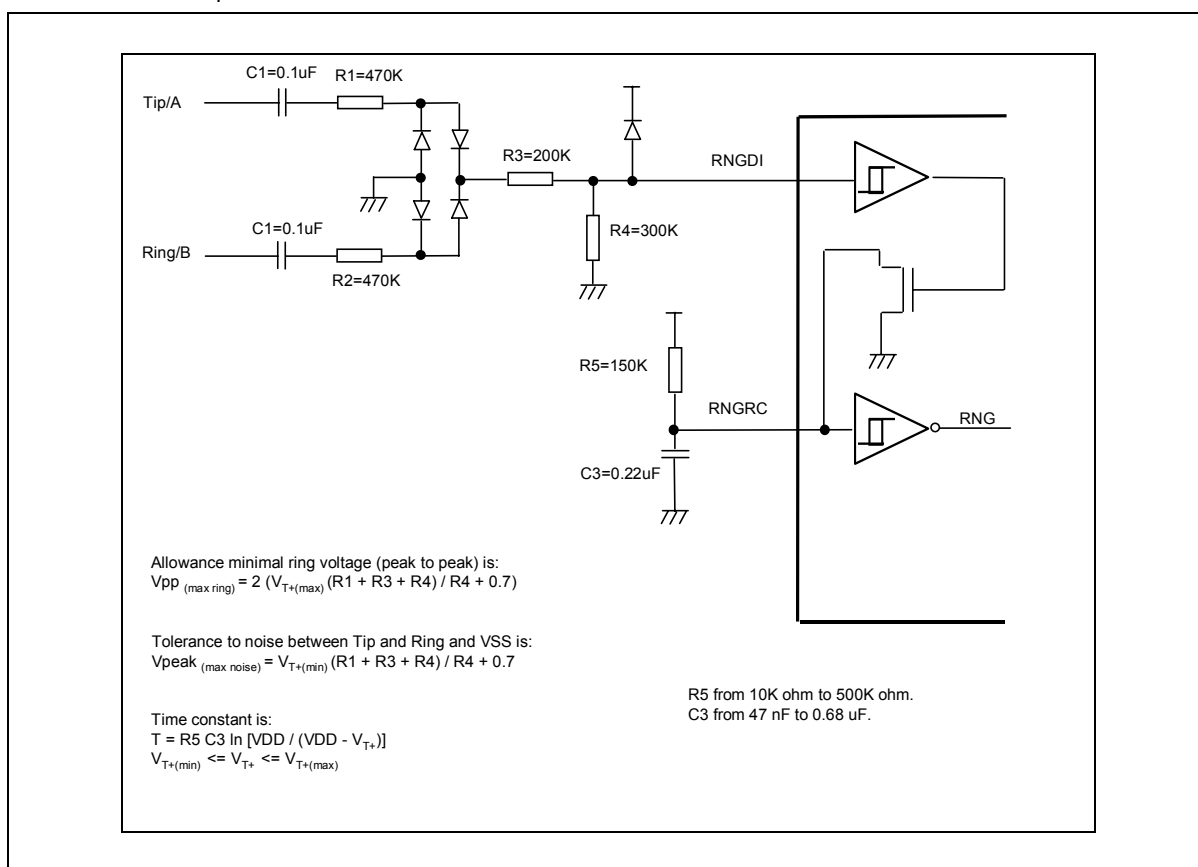 C1=0.1uF
R1=470K
Tip/A
R3=200K
RNGDI
R4=300K
C1=0.1uF
Ring/B
R2=470K
R5=150K
RNGRC
RNG
C3=0.22uF
Allowance minimal ring voltage (peak to peak) is:
Vpp (max ring) = 2 (VT+(max) (R1 + R3 + R4) / R4 + 0.7)
Tolerance to noise between Tip and Ring and VSS is:
Vpeak (max noise) = VT+(min) (R1 + R3 + R4) / R4 + 0.7
R5 from 10K ohm to 500K ohm.
C3 from 47 nF to 0.68 uF.
Time constant is:
T = R5 C3 ln [VDD / (VDD - VT+)]
VT+(min) <= VT+ <= VT+(max)